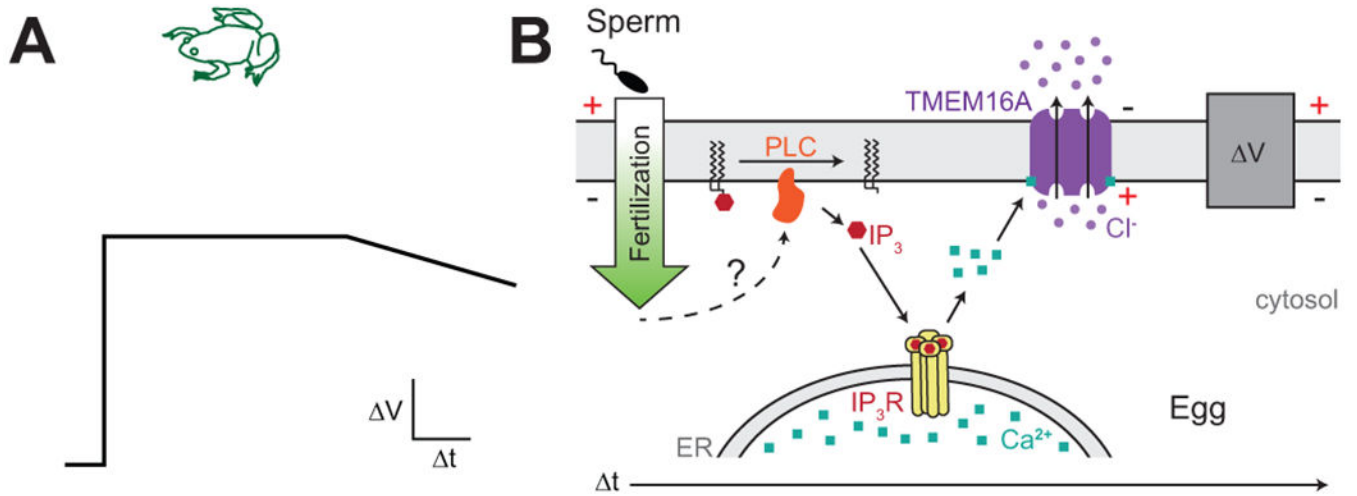 A
ΔV
Δt
B
Sperm
+
-
Fertilization
?
PLC
IP₃
TMEM16A
-
+
Cl⁻
ΔV
+
-
cytosol
IP₃R
Ca²⁺
ER
Egg
Δt